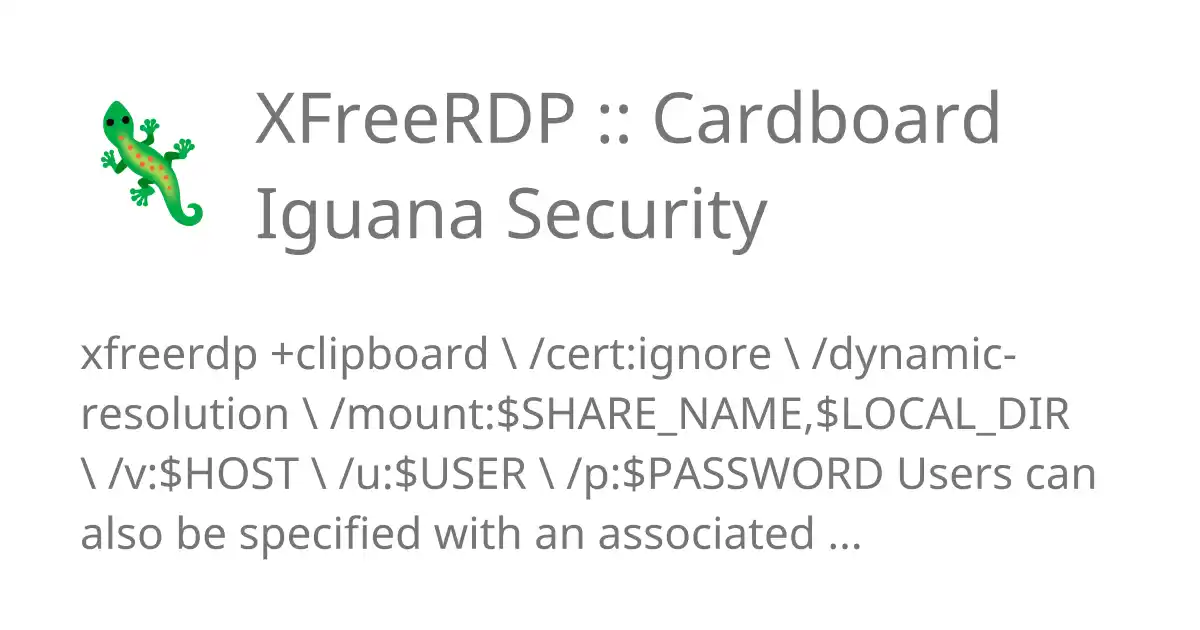 XFreeRDP :: Cardboard
Iguana Security
xfreerdp +clipboard \ /cert:ignore \ /dynamic-
resolution \ /mount:$SHARE_NAME,$LOCAL_DIR
\ /v:$HOST \ /u:$USER \ /p:$PASSWORD Users can
also be specified with an associated ...